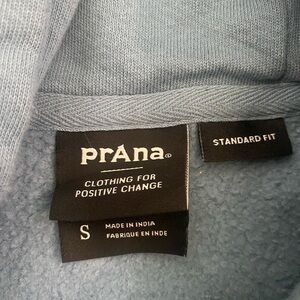 prAna®
CLOTHING FOR
POSITIVE CHANGE
STANDARD FIT
S
MADE IN INDIA
FABRIQUE EN INDE